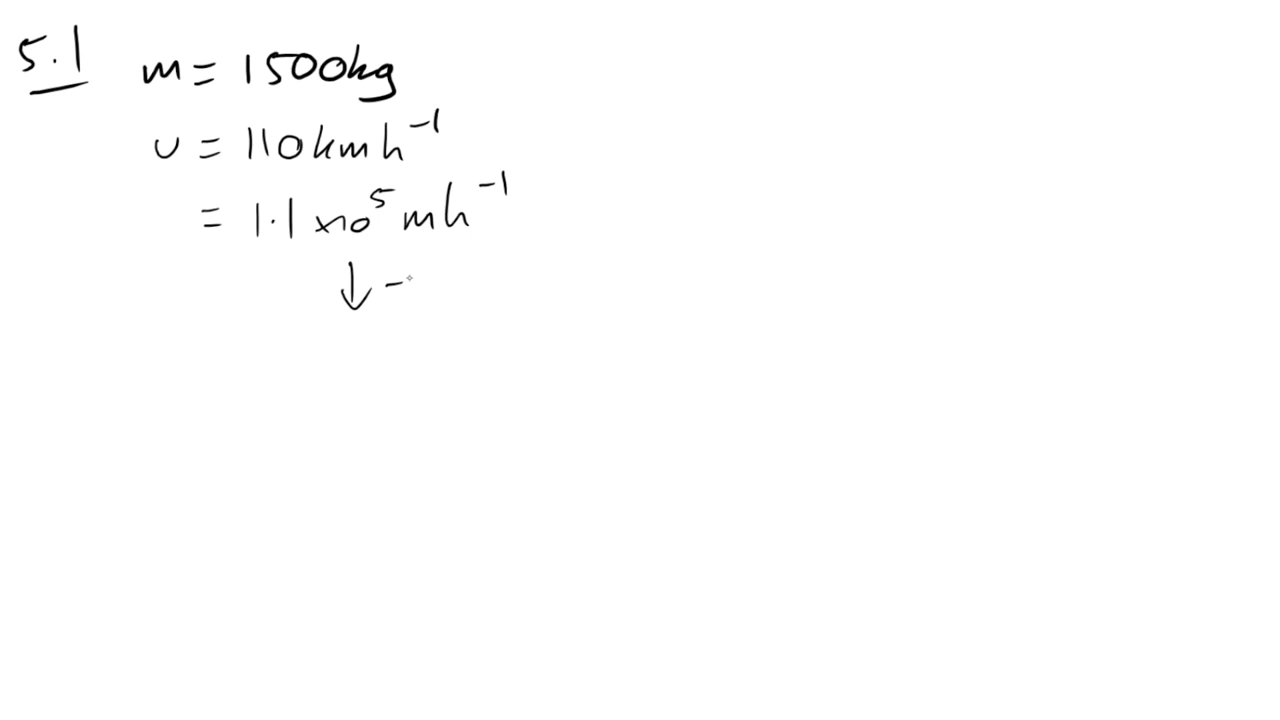 5.1 m = 1500kg
u = 110kmh⁻¹
= 1.1 x10⁵ mh⁻¹
↓ -